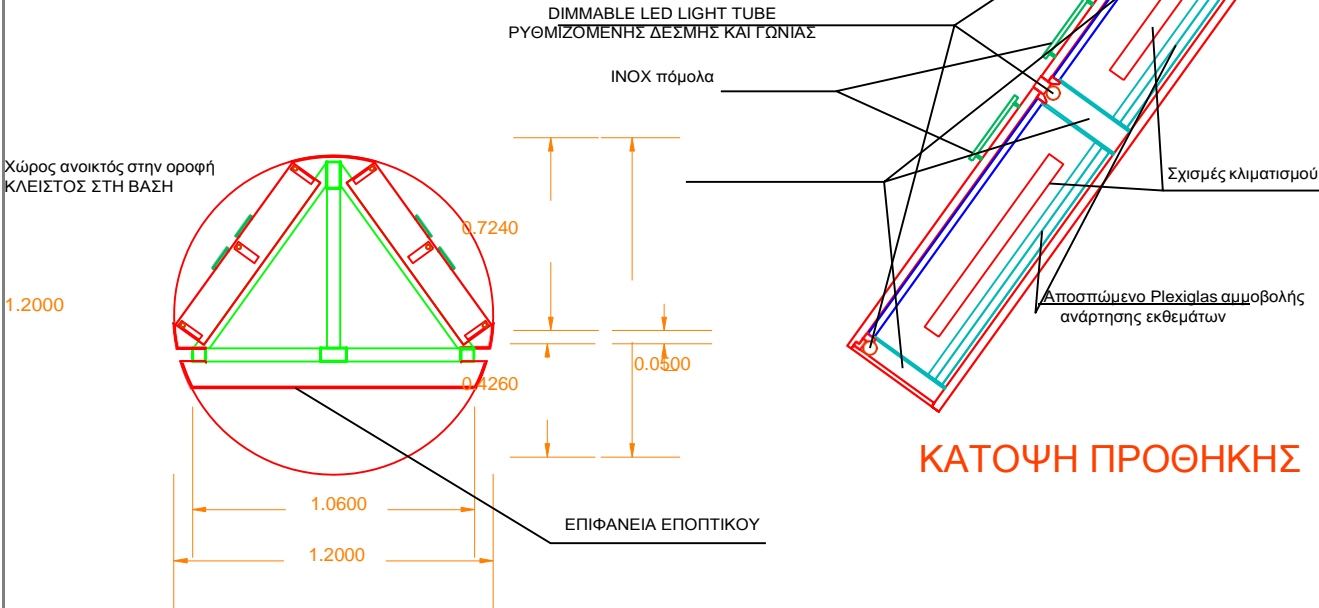 DIMMABLE LED LIGHT TUBE
ΡΥΘΜΙΖΟΜΕΝΗΣ ΔΕΣΜΗΣ ΚΑΙ ΓΩΝΙΑΣ
INOX πόμολα
Χώρος ανοικτός στην οροφή
ΚΛΕΙΣΤΟΣ ΣΤΗ ΒΑΣΗ
Σχισμές κλιματισμού
0.7240
1.2000
Αποσπώμενο Plexiglas αμμοβολής
ανάρτησης εκθεμάτων
0.0500
0.4260
ΚΑΤΟΨΗ ΠΡΟΘΗΚΗΣ
1.0600
ΕΠΙΦΑΝΕΙΑ ΕΠΟΠΤΙΚΟΥ
1.2000